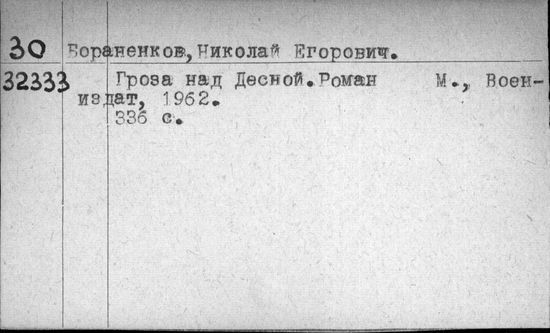 30 Бораненков,Николай Егорович.
32333 Гроза над Десной.Роман М., Воен-
издат, 1962.
336 с.